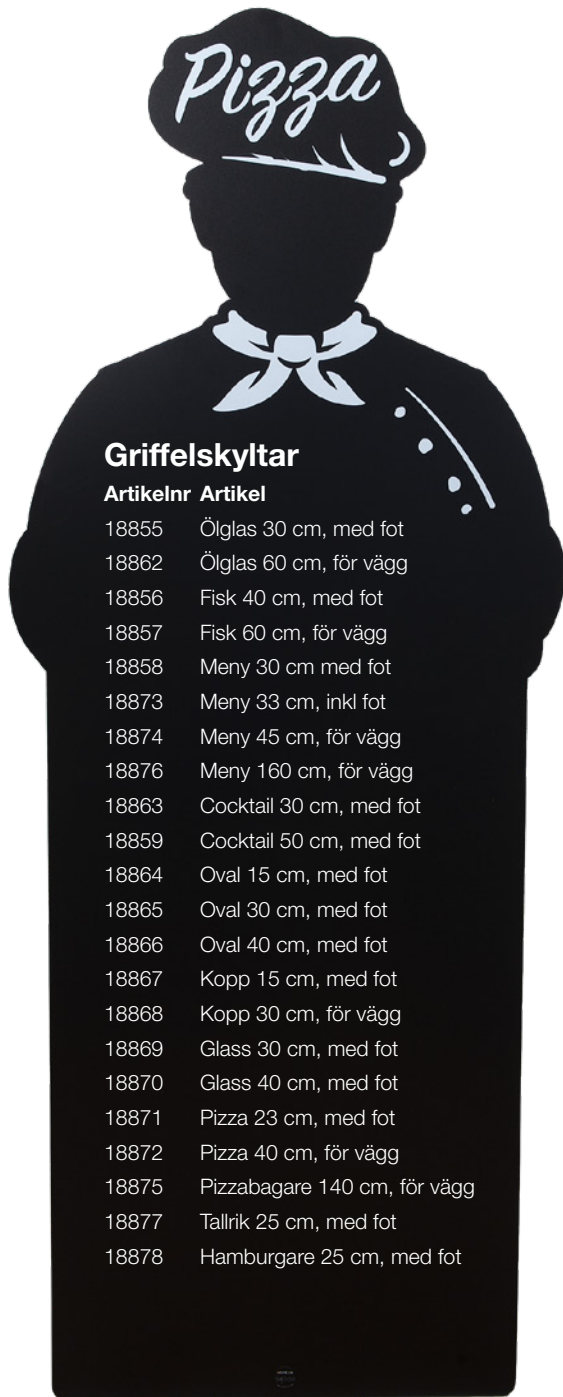 Pizza
Griffelskyltar
Artikelnr Artikel
18855 Ölglas 30 cm, med fot
18862 Ölglas 60 cm, för vägg
18856 Fisk 40 cm, med fot
18857 Fisk 60 cm, för vägg
18858 Meny 30 cm med fot
18873 Meny 33 cm, inkl fot
18874 Meny 45 cm, för vägg
18876 Meny 160 cm, för vägg
18863 Cocktail 30 cm, med fot
18859 Cocktail 50 cm, med fot
18864 Oval 15 cm, med fot
18865 Oval 30 cm, med fot
18866 Oval 40 cm, med fot
18867 Kopp 15 cm, med fot
18868 Kopp 30 cm, för vägg
18869 Glass 30 cm, med fot
18870 Glass 40 cm, med fot
18871 Pizza 23 cm, med fot
18872 Pizza 40 cm, för vägg
18875 Pizzabagare 140 cm, för vägg
18877 Tallrik 25 cm, med fot
18878 Hamburgare 25 cm, med fot